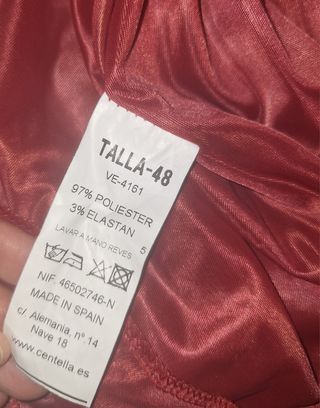 TALLA-48
VE-4161
97% POLIESTER
3% ELASTAN
LAVAR A MANO REVES
5
NIF. 46502746-N
MADE IN SPAIN
c/. Alemania, nº 14
Nave 18
www.centella.es